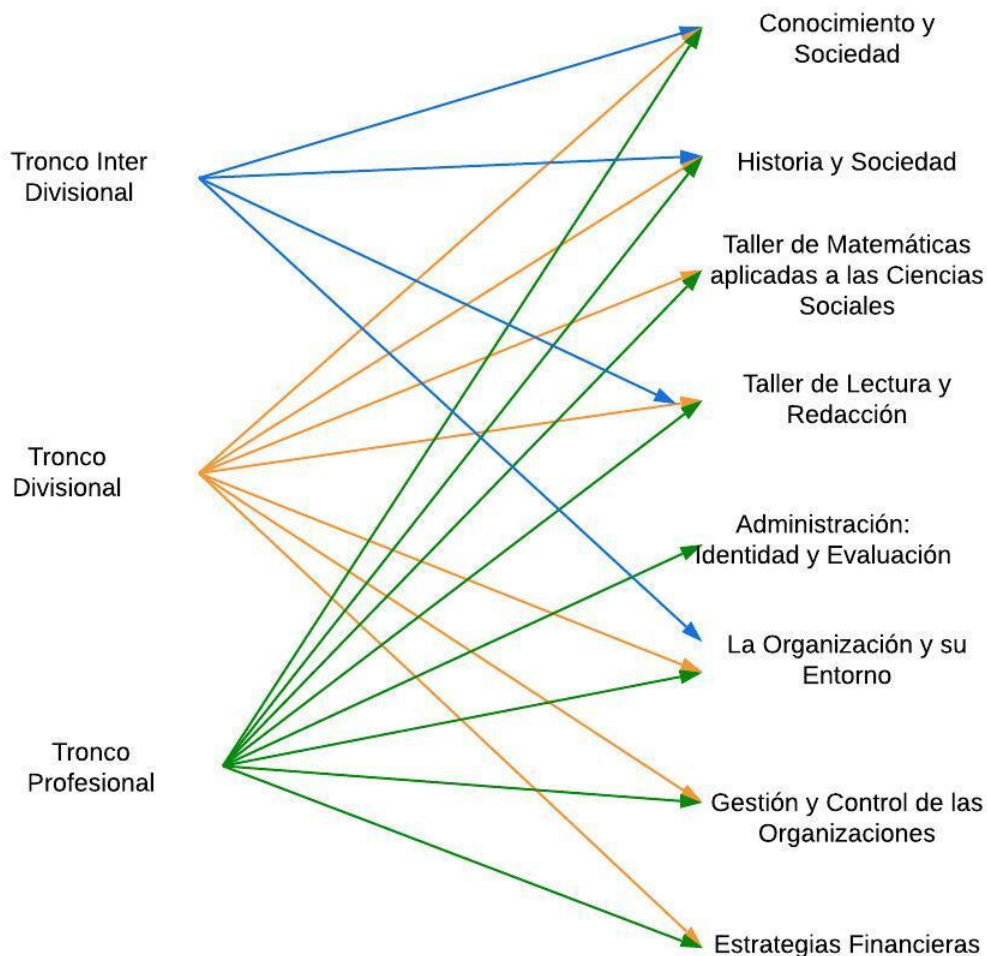 Tronco Inter
Divisional
Tronco
Divisional
Tronco
Profesional
Conocimiento y
Sociedad
Historia y Sociedad
Taller de Matemáticas
aplicadas a las Ciencias
Sociales
Taller de Lectura y
Redacción
Administración:
Identidad y Evaluación
La Organización y su
Entorno
Gestión y Control de las
Organizaciones
Estrategias Financieras